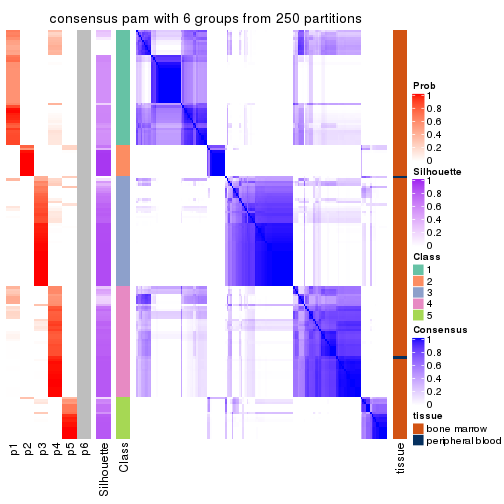 consensus pam with 6 groups from 250 partitions
Prob
1
0.8
0.6
0.4
0.2
0
Silhouette
1
0.8
0.6
0.4
0.2
0
Class
1
2
3
4
5
Consensus
1
0.8
0.6
0.4
0.2
0
tissue
bone marrow
peripheral blood
p1
p2
p3
p4
p5
p6
Silhouette
Class
tissue